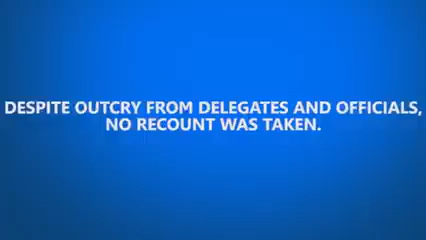 DESPITE OUTCRY FROM DELEGATES AND OFFICIALS,
NO RECOUNT WAS TAKEN.